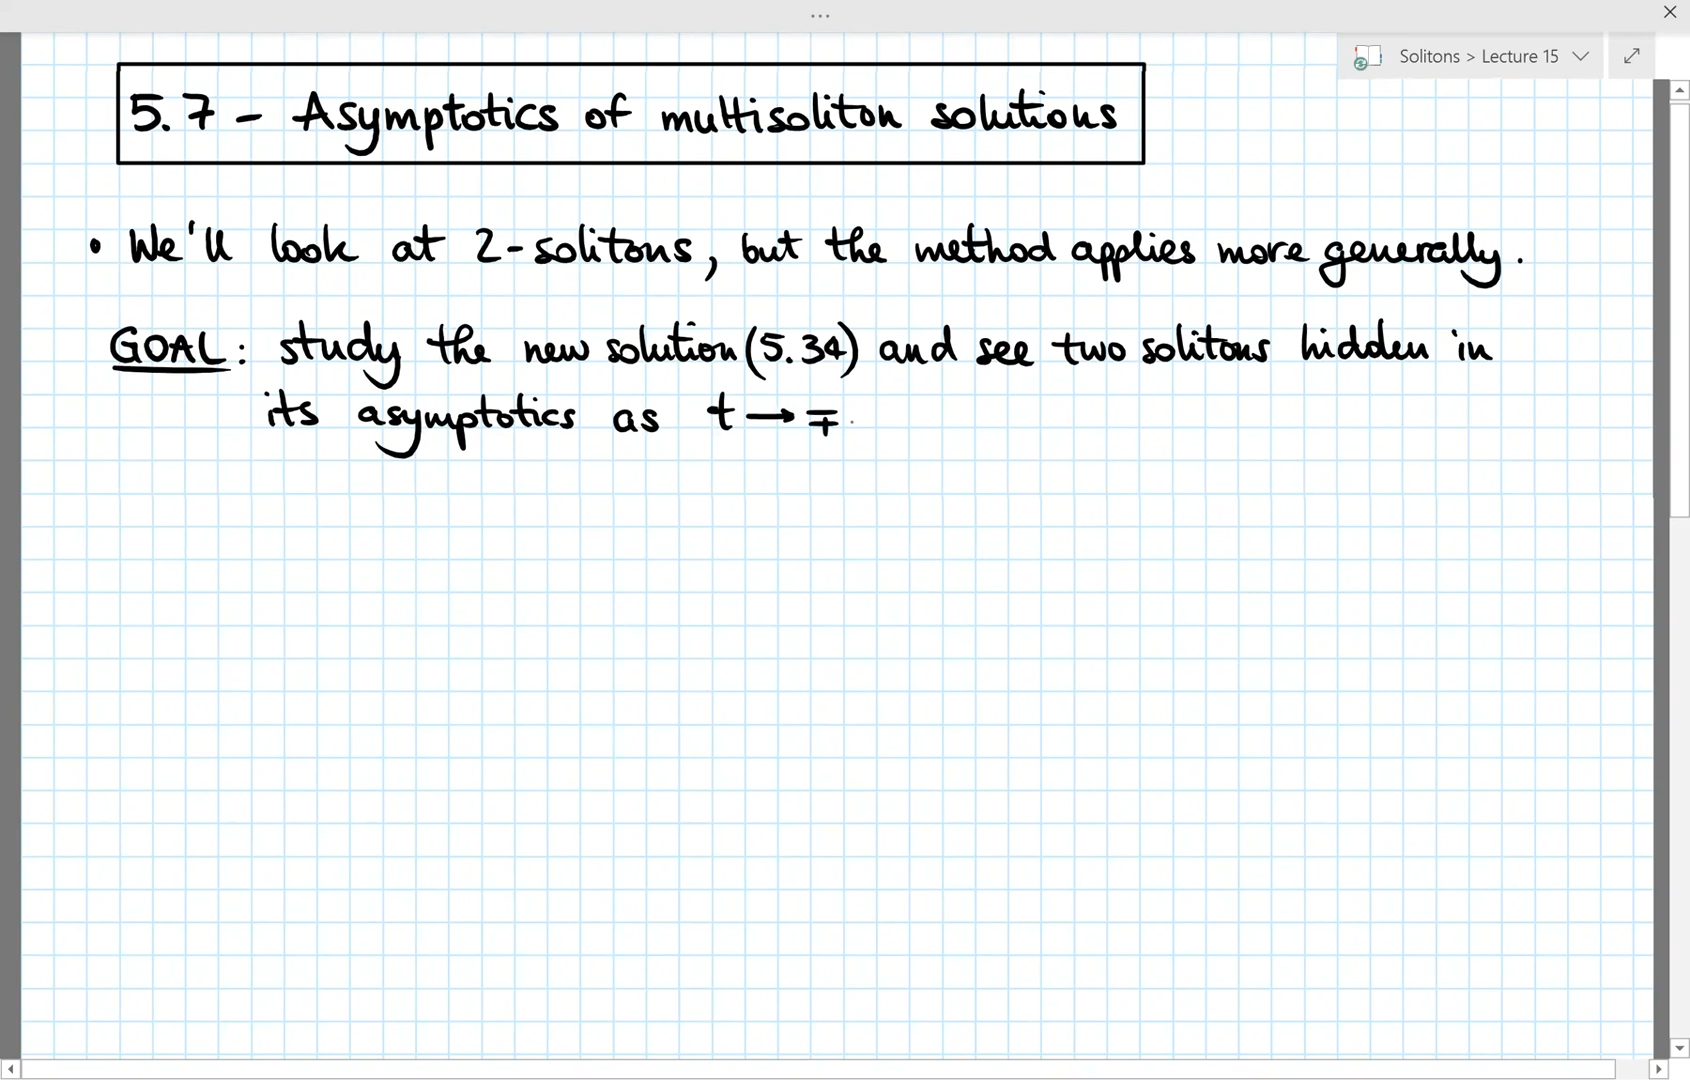 Solitons > Lecture 15
5.7 - Asymptotics of multisoliton solutions
• We'll look at 2-solitons, but the method applies more generally.
GOAL: study the new solution (5.34) and see two solitons hidden in
its asymptotics as t → ∓